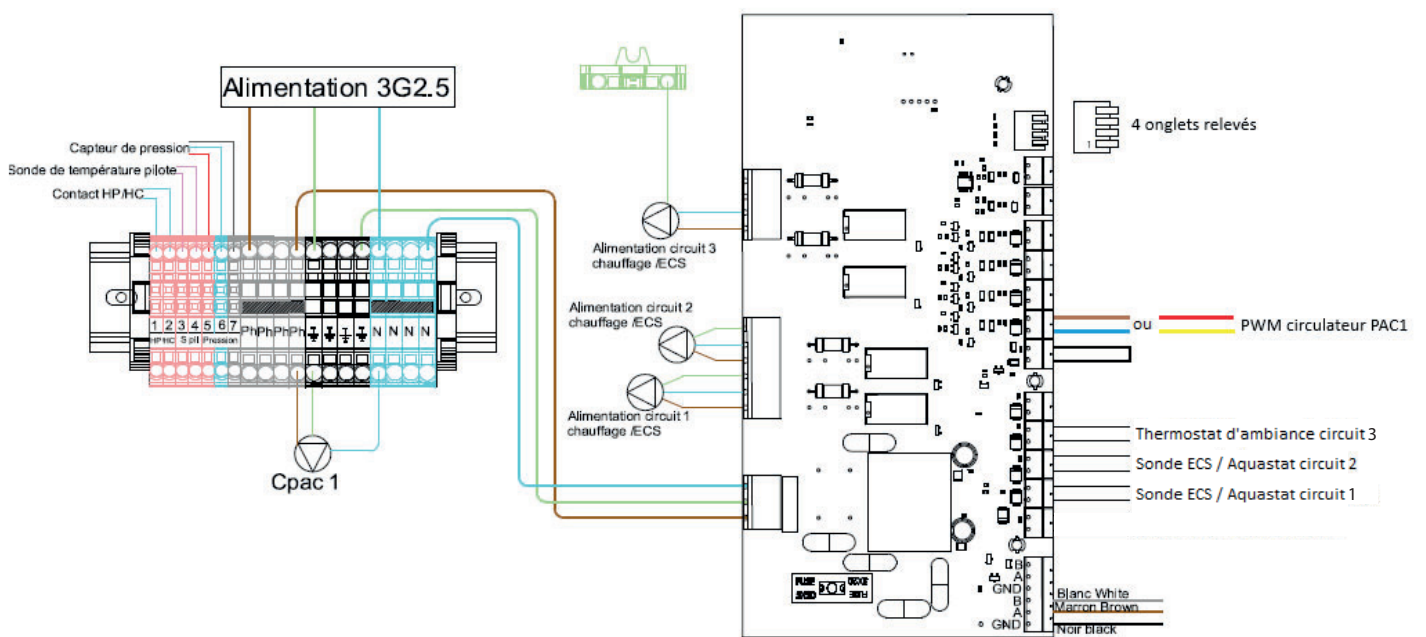 Alimentation 3G2.5
4 onglets relevés
1
Capteur de pression
Sonde de température pilote
Contact HP/HC
Alimentation circuit 3
chauffage /ECS
Alimentation circuit 2
chauffage /ECS
1 2 3 4 5 6 7 Ph Ph Ph Ph N N N N
HP HC Split Pression
ou
PWM circulateur PAC1
Alimentation circuit 1
chauffage /ECS
Cpac 1
Thermostat d'ambiance circuit 3
Sonde ECS / Aquastat circuit 2
Sonde ECS / Aquastat circuit 1
B
A
GND
B
A
GND
Blanc White
Marron Brown
Noir black
FUSE